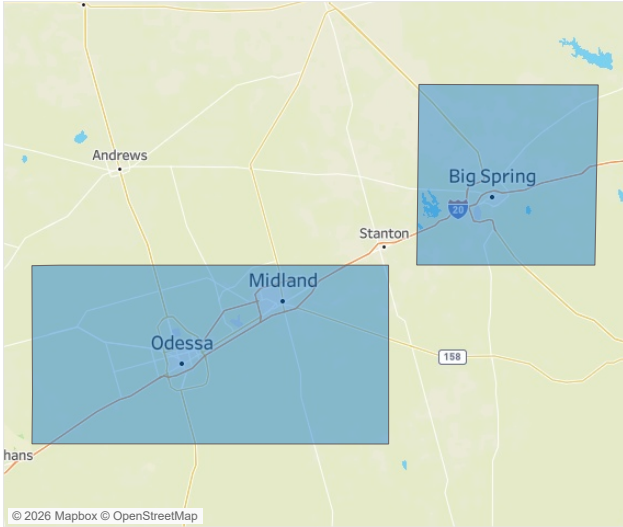 Andrews
Big Spring
20
Stanton
Midland
Odessa
158
hans
© 2026 Mapbox © OpenStreetMap